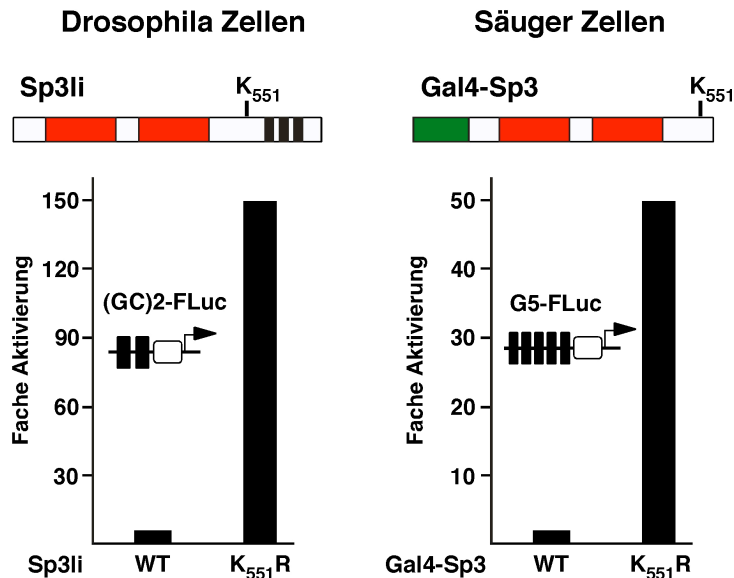 Drosophila Zellen
Säuger Zellen
Sp3li
K551
Gal4-Sp3
K551
Fache Aktivierung
150
120
90
60
30
(GC)2-FLuc
Sp3li
WT
K551R
Fache Aktivierung
50
40
30
20
10
G5-FLuc
Gal4-Sp3
WT
K551R